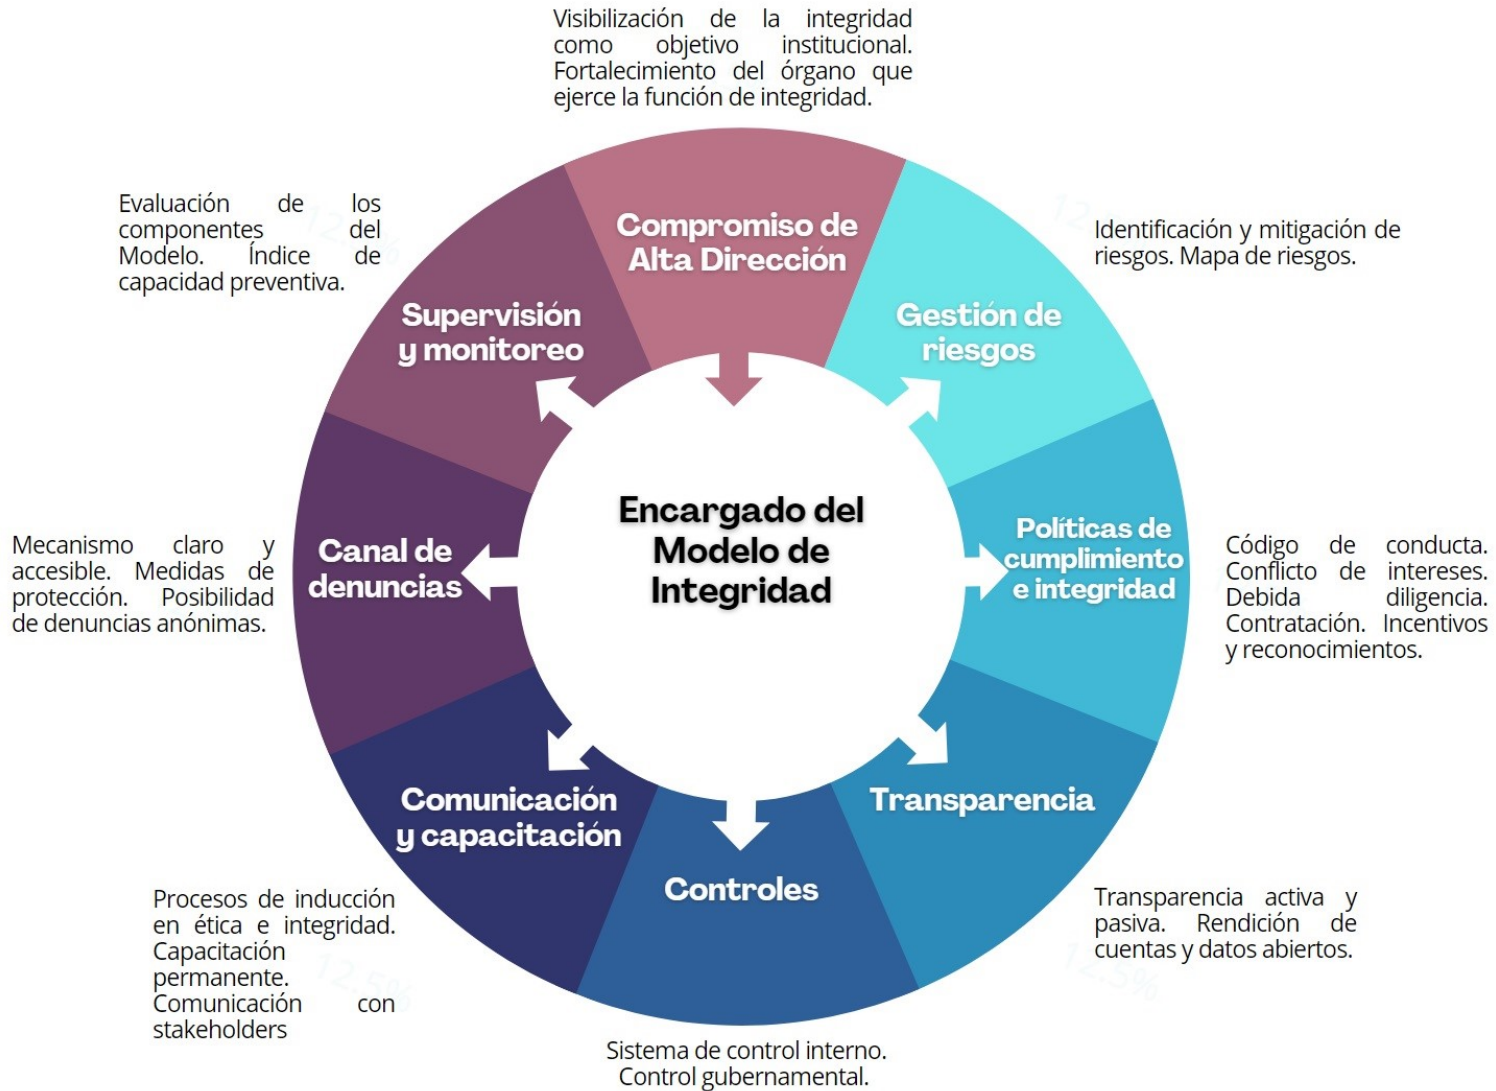 Visibilización de la integridad
como objetivo institucional.
Fortalecimiento del órgano que
ejerce la función de integridad.
Compromiso de
Alta Dirección
Identificación y mitigación de
riesgos. Mapa de riesgos.
Gestión de
riesgos
Código de conducta.
Conflicto de intereses.
Debida diligencia.
Contratación. Incentivos
y reconocimientos.
Políticas de
cumplimiento
e integridad
Transparencia activa y
pasiva. Rendición de
cuentas y datos abiertos.
Transparencia
Controles
Sistema de control interno.
Control gubernamental.
Comunicación
y capacitación
Procesos de inducción
en ética e integridad.
Capacitación
permanente.
Comunicación con
stakeholders
Canal de
denuncias
Mecanismo claro y
accesible. Medidas de
protección. Posibilidad
de denuncias anónimas.
Supervisión
y monitoreo
Evaluación de los
componentes del
Modelo. Índice de
capacidad preventiva.
Encargado del
Modelo de
Integridad
12.5%
12.5%